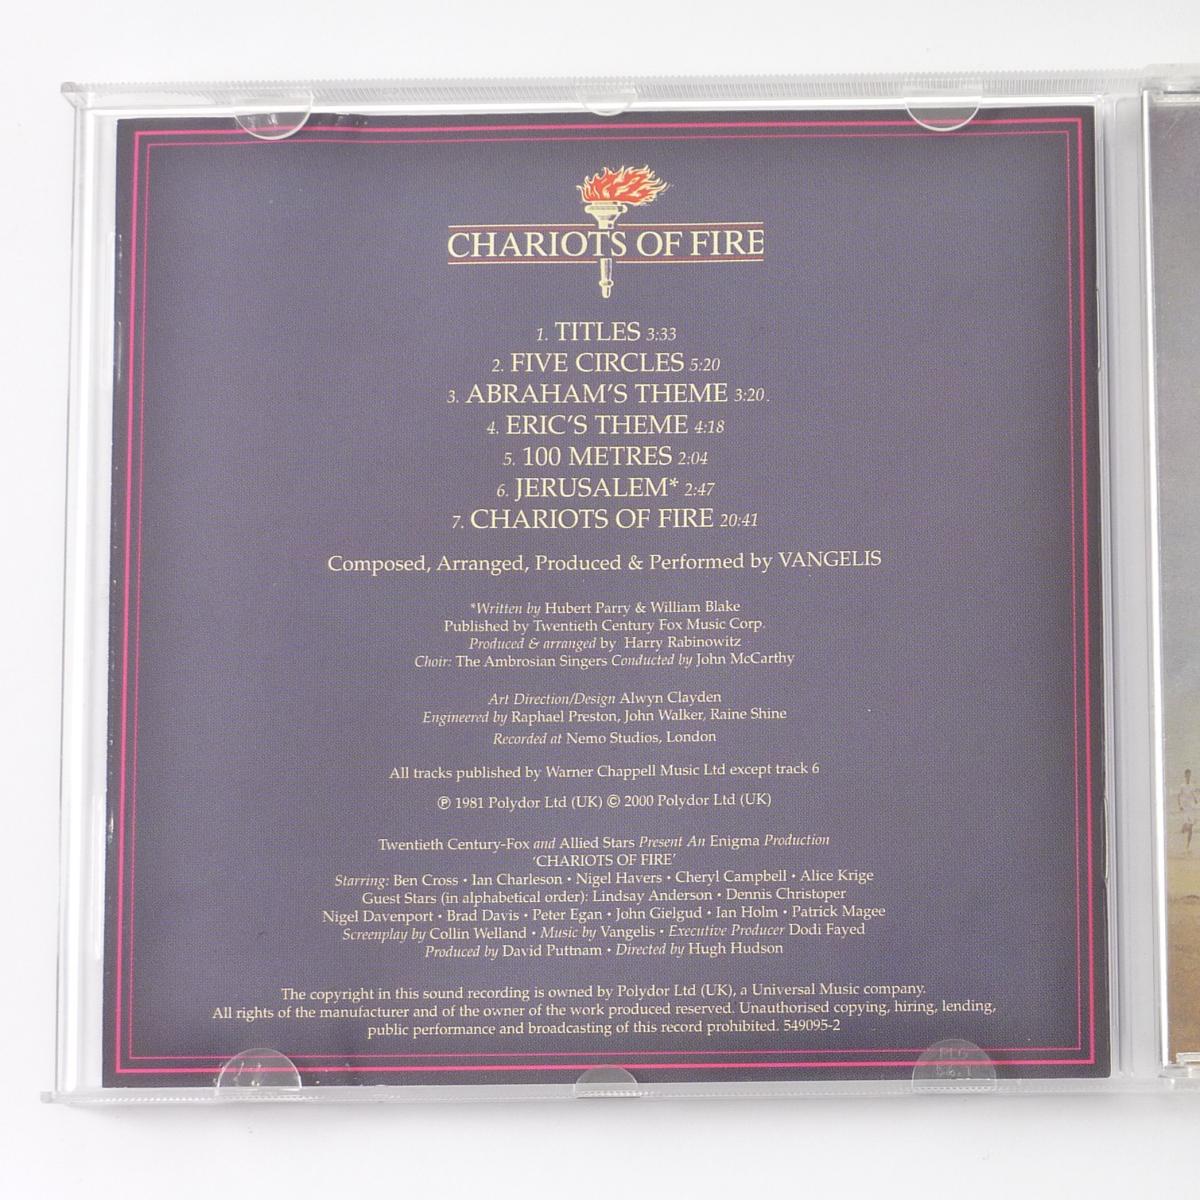 CHARIOTS OF FIRE
1. TITLES 3:33
2. FIVE CIRCLES 5:20
3. ABRAHAM'S THEME 3:20.
4. ERIC'S THEME 4:18
5. 100 METRES 2:04
6. JERUSALEM* 2:47
7. CHARIOTS OF FIRE 20:41
Composed, Arranged, Produced & Performed by VANGELIS
*Written by Hubert Parry & William Blake
Published by Twentieth Century Fox Music Corp.
Produced & arranged by Harry Rabinowitz
Choir: The Ambrosian Singers Conducted by John McCarthy
Art Direction/Design Alwyn Clayden
Engineered by Raphael Preston, John Walker, Raine Shine
Recorded at Nemo Studios, London
All tracks published by Warner Chappell Music Ltd except track 6
℗ 1981 Polydor Ltd (UK) © 2000 Polydor Ltd (UK)
Twentieth Century-Fox and Allied Stars Present An Enigma Production
'CHARIOTS OF FIRE'
Starring: Ben Cross • Ian Charleson • Nigel Havers • Cheryl Campbell • Alice Krige
Guest Stars (in alphabetical order): Lindsay Anderson • Dennis Christoper
Nigel Davenport • Brad Davis • Peter Egan • John Gielgud • Ian Holm • Patrick Magee
Screenplay by Collin Welland • Music by Vangelis • Executive Producer Dodi Fayed
Produced by David Puttnam • Directed by Hugh Hudson
The copyright in this sound recording is owned by Polydor Ltd (UK), a Universal Music company.
All rights of the manufacturer and of the owner of the work produced reserved. Unauthorised copying, hiring, lending,
public performance and broadcasting of this record prohibited. 549095-2